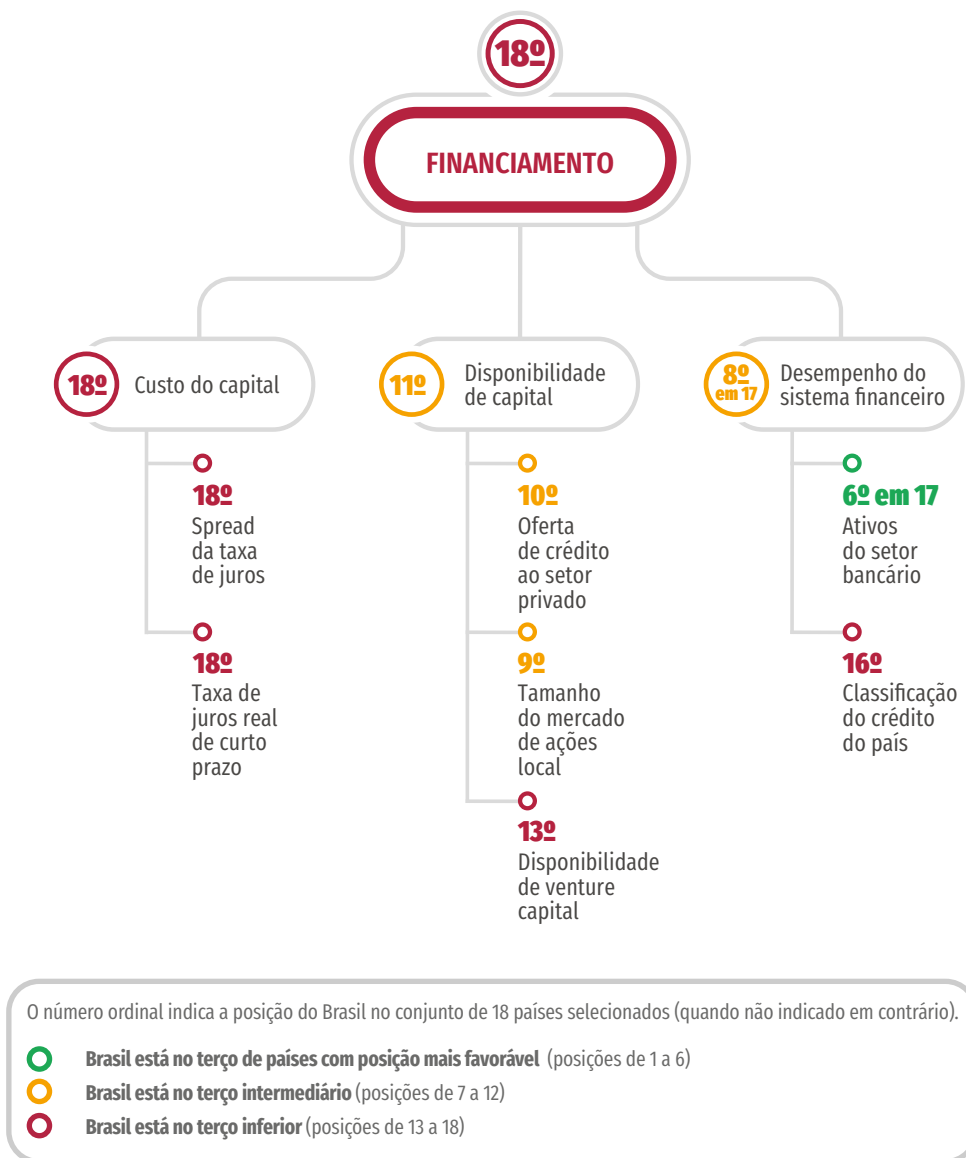 18º
FINANCIAMENTO
18º
Custo do capital
18º
Spread
da taxa
de juros
18º
Taxa de
juros real
de curto
prazo
11º
Disponibilidade
de capital
10º
Oferta
de crédito
ao setor
privado
9º
Tamanho
do mercado
de ações
local
13º
Disponibilidade
de venture
capital
8º
em 17
Desempenho do
sistema financeiro
6º em 17
Ativos
do setor
bancário
16º
Classificação
do crédito
do país
O número ordinal indica a posição do Brasil no conjunto de 18 países selecionados (quando não indicado em contrário).
Brasil está no terço de países com posição mais favorável (posições de 1 a 6)
Brasil está no terço intermediário (posições de 7 a 12)
Brasil está no terço inferior (posições de 13 a 18)